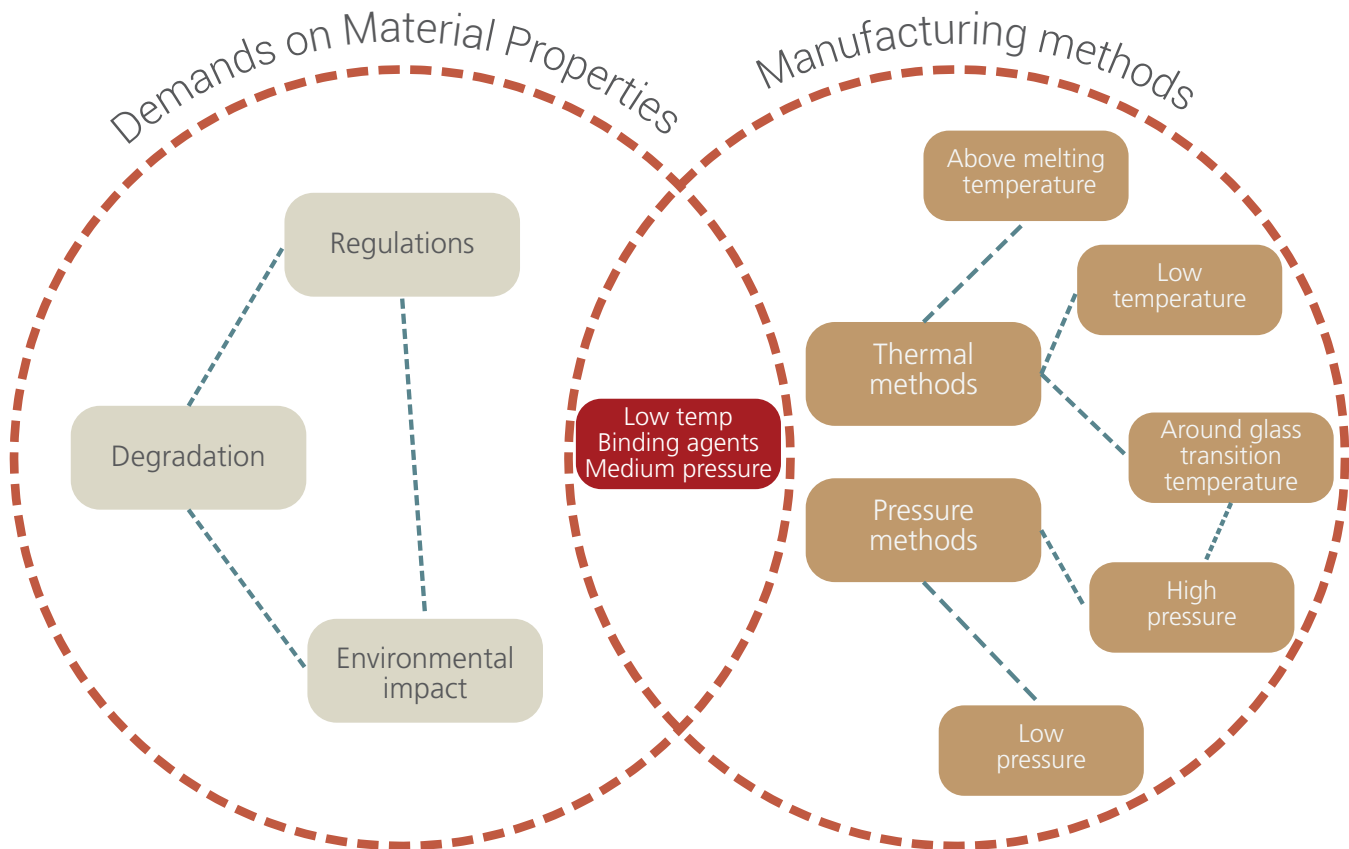 Demands on Material Properties
Manufacturing methods
Regulations
Degradation
Environmental
impact
Low temp
Binding agents
Medium pressure
Above melting
temperature
Low
temperature
Thermal
methods
Around glass
transition
temperature
Pressure
methods
High
pressure
Low
pressure